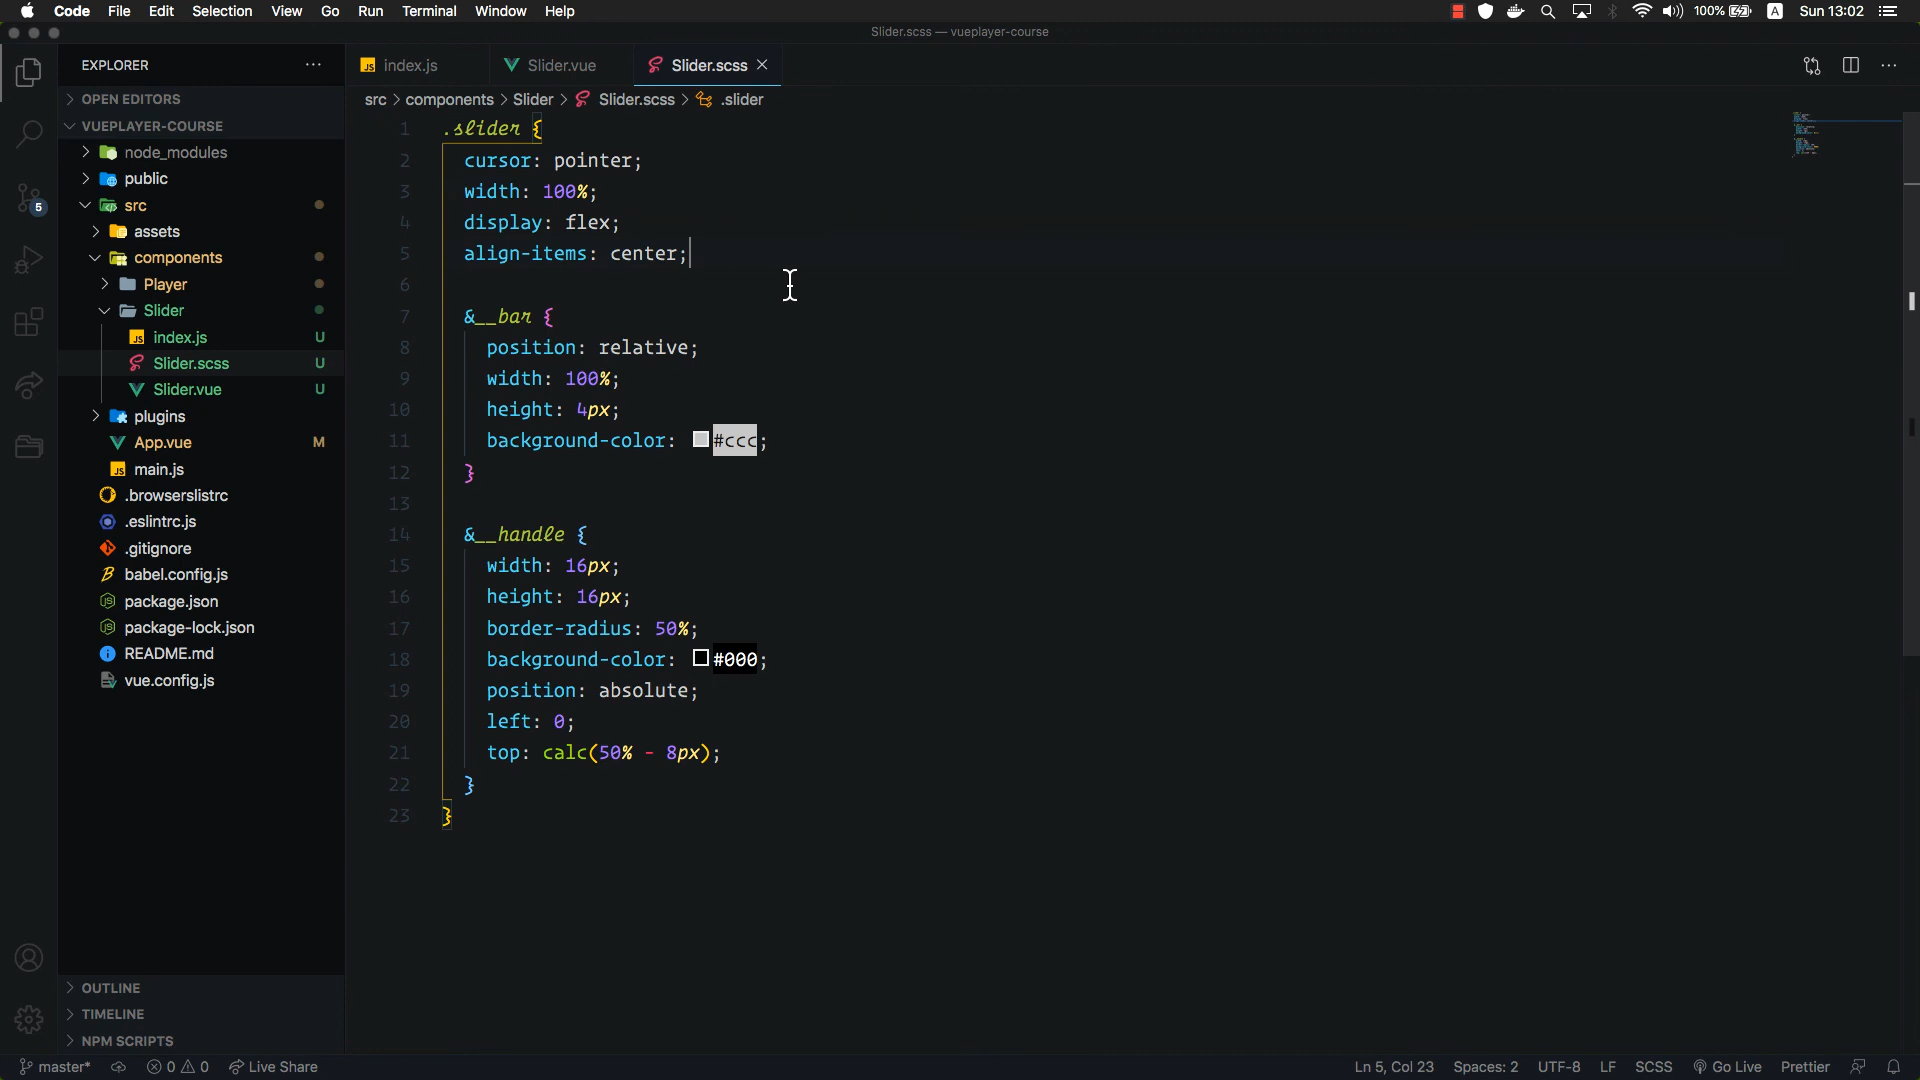 Code File Edit Selection View Go Run Terminal Window Help
100% A Sun 13:02
Slider.scss — vueplayer-course
EXPLORER
index.js
Slider.vue
Slider.scss
src > components > Slider > Slider.scss > .slider
OPEN EDITORS
VUEPLAYER-COURSE
node_modules
public
src
assets
components
Player
Slider
index.js U
Slider.scss U
Slider.vue U
plugins
App.vue M
main.js
.browserslistrc
.eslintrc.js
.gitignore
babel.config.js
package.json
package-lock.json
README.md
vue.config.js
5
OUTLINE
TIMELINE
NPM SCRIPTS
1 .slider {
2 cursor: pointer;
3 width: 100%;
4 display: flex;
5 align-items: center;
6
7 &__bar {
8 position: relative;
9 width: 100%;
10 height: 4px;
11 background-color: #ccc;
12 }
13
14 &__handle {
15 width: 16px;
16 height: 16px;
17 border-radius: 50%;
18 background-color: #000;
19 position: absolute;
20 left: 0;
21 top: calc(50% - 8px);
22 }
23 }
master* 0 0 Live Share
Ln 5, Col 23 Spaces: 2 UTF-8 LF SCSS Go Live Prettier